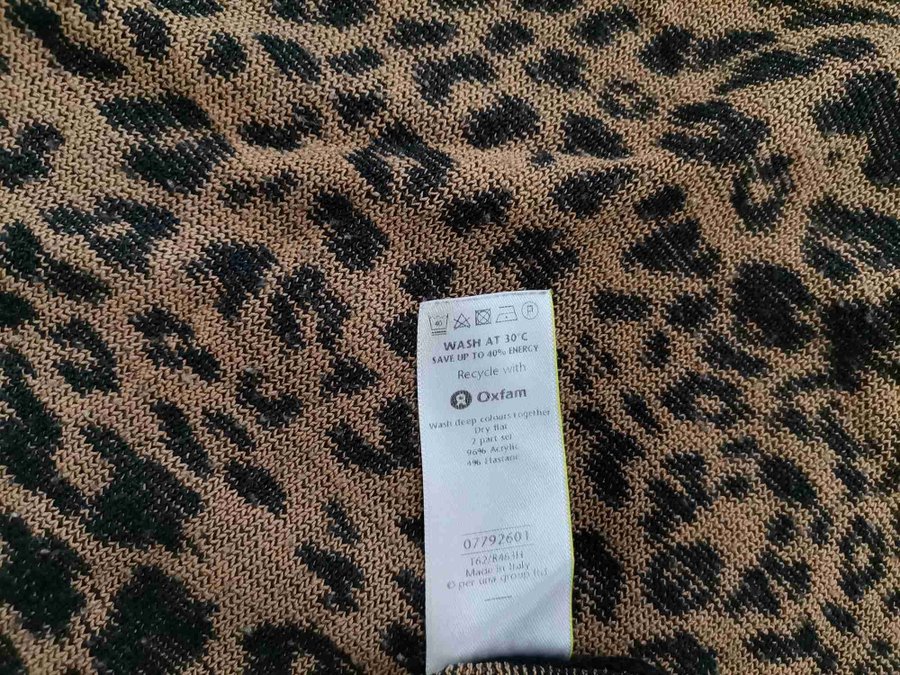 40
P
WASH AT 30°C
SAVE UP TO 40% ENERGY
Recycle with
Oxfam
Wash deep colours together
Dry flat
2 part set
96% Acrylic
4% Elastane
07792601
T62/8463H
Made in Italy
© per una group ltd